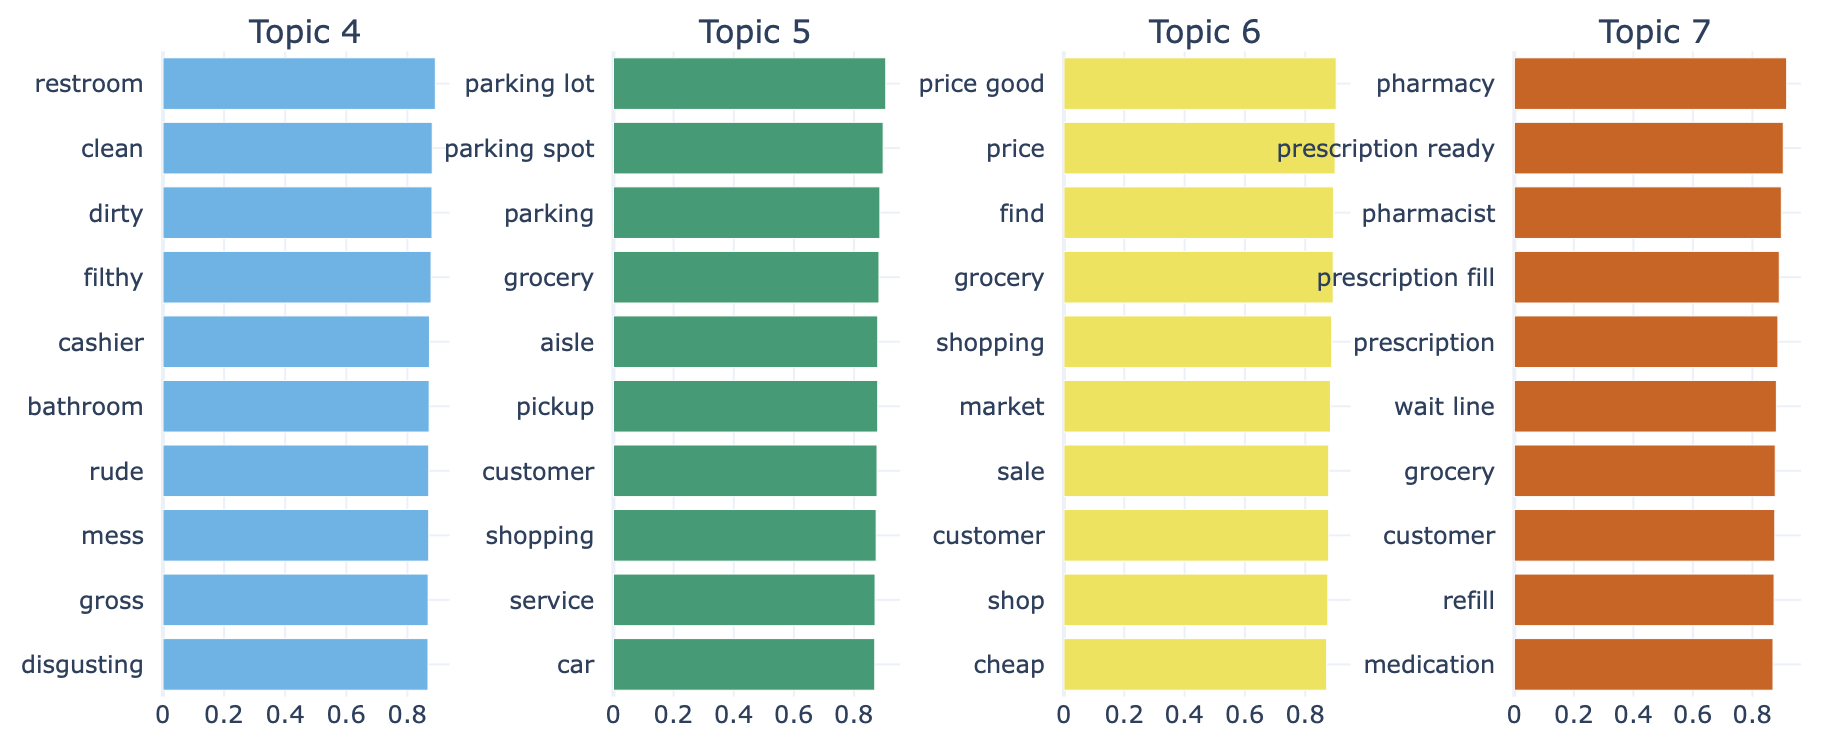 Topic 4
restroom
clean
dirty
filthy
cashier
bathroom
rude
mess
gross
disgusting
0 0.2 0.4 0.6 0.8
Topic 5
parking lot
parking spot
parking
grocery
aisle
pickup
customer
shopping
service
car
0 0.2 0.4 0.6 0.8
Topic 6
price good
price
find
grocery
shopping
market
sale
customer
shop
cheap
0 0.2 0.4 0.6 0.8
Topic 7
pharmacy
prescription ready
pharmacist
prescription fill
prescription
wait line
grocery
customer
refill
medication
0 0.2 0.4 0.6 0.8